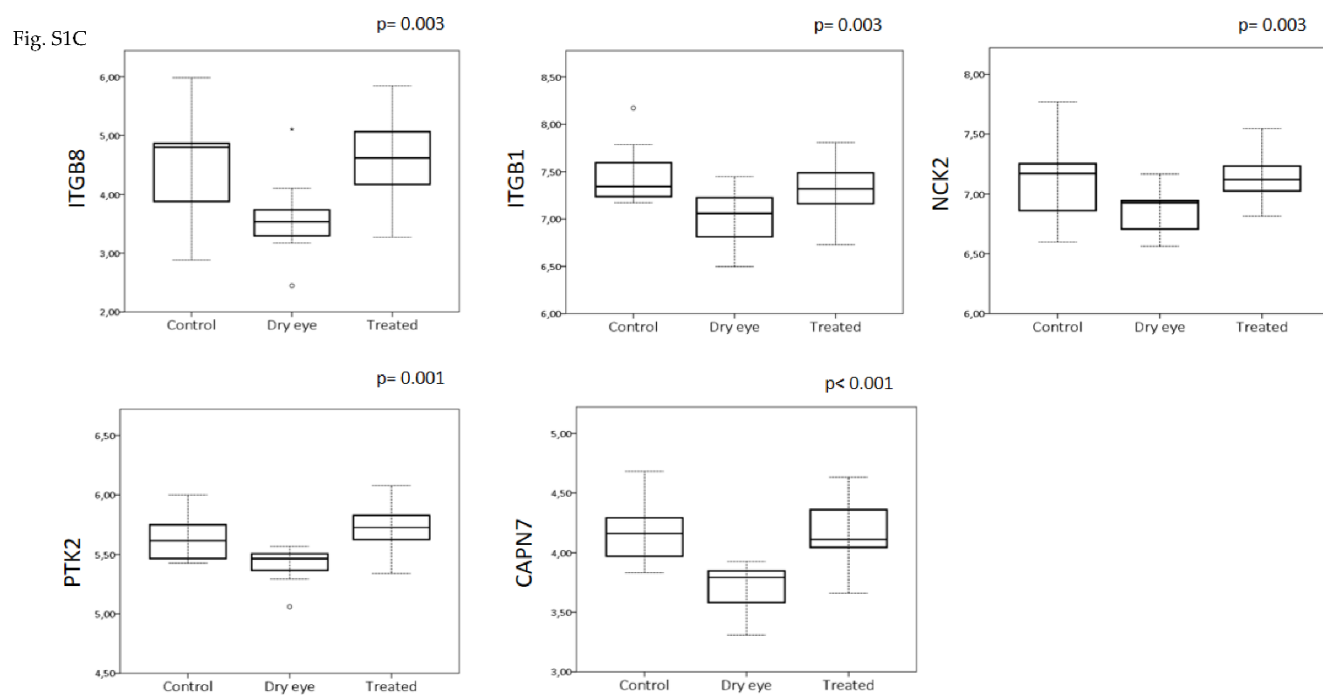 Fig. S1C
p= 0.003
ITGB8
6,00
5,00
4,00
3,00
2,00
Control Dry eye Treated
p= 0.003
ITGB1
8,50
8,00
7,50
7,00
6,50
6,00
Control Dry eye Treated
p= 0.003
NCK2
8,00
7,50
7,00
6,50
6,00
Control Dry eye Treated
p= 0.001
PTK2
6,50
6,00
5,50
5,00
4,50
Control Dry eye Treated
p< 0.001
CAPN7
5,00
4,50
4,00
3,50
3,00
Control Dry eye Treated